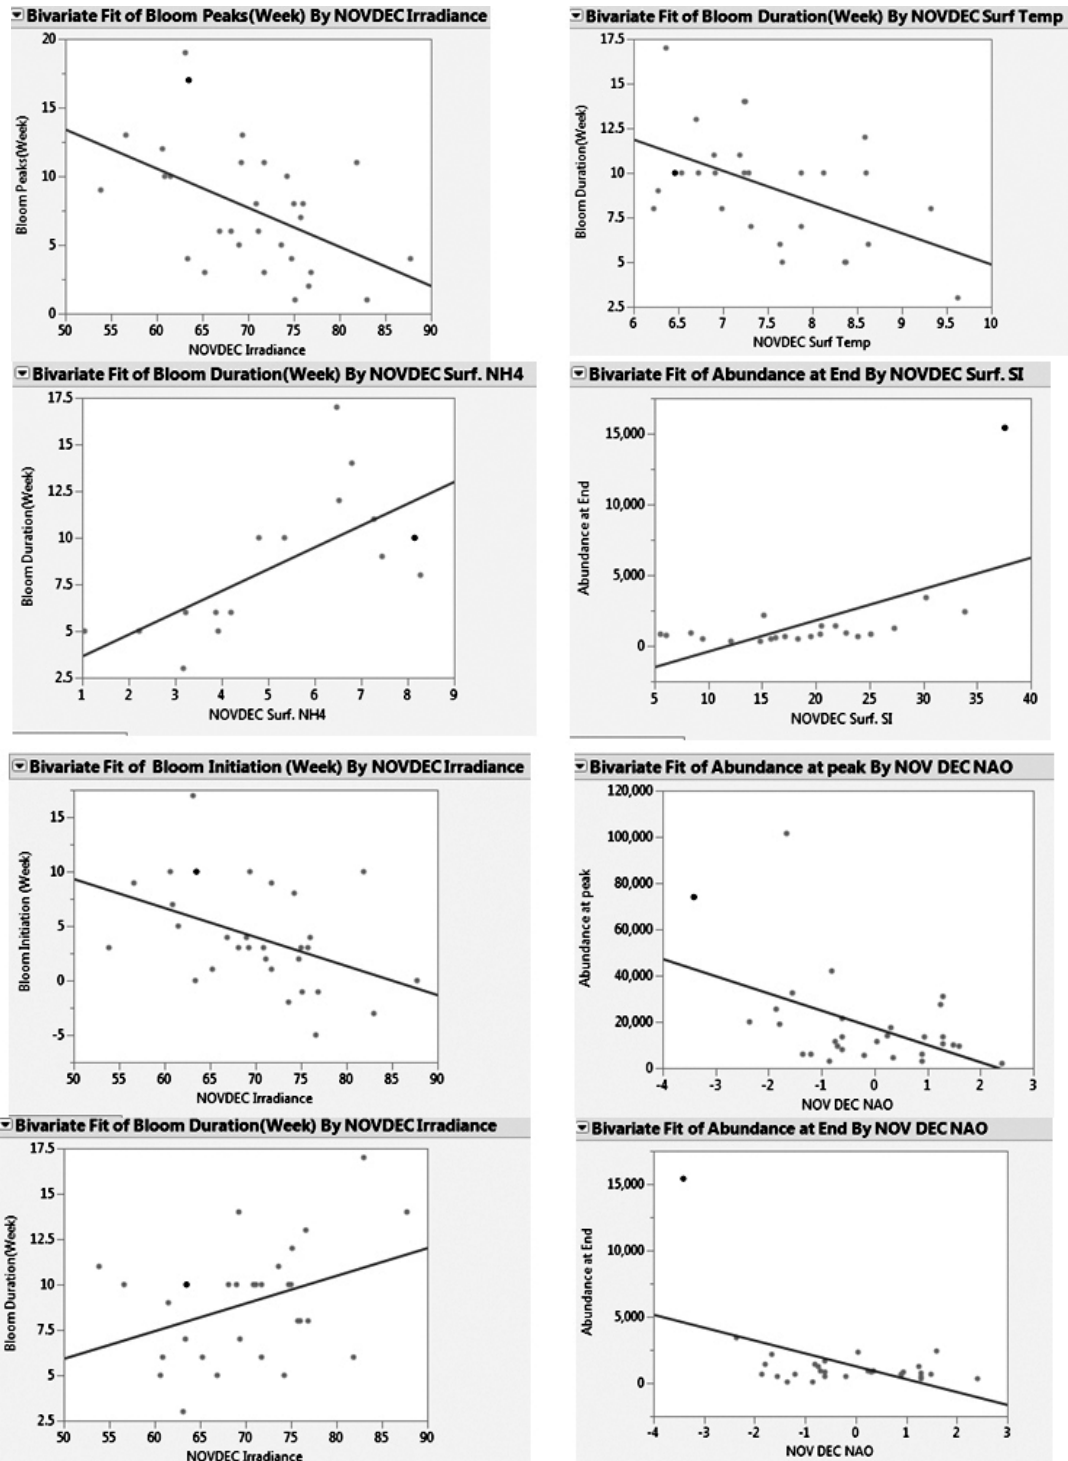 Bivariate Fit of Bloom Peaks(Week) By NOVDEC Irradiance
20
15
10
5
0
Bloom Peaks(Week)
50 55 60 65 70 75 80 85 90
NOVDEC Irradiance
Bivariate Fit of Bloom Duration(Week) By NOVDEC Surf Temp
17.5
15
12.5
10
7.5
5
2.5
Bloom Duration(Week)
6 6.5 7 7.5 8 8.5 9 9.5 10
NOVDEC Surf Temp
Bivariate Fit of Bloom Duration(Week) By NOVDEC Surf. NH4
17.5
15
12.5
10
7.5
5
2.5
Bloom Duration(Week)
1 2 3 4 5 6 7 8 9
NOVDEC Surf. NH4
Bivariate Fit of Abundance at End By NOVDEC Surf. SI
15,000
10,000
5,000
0
Abundance at End
5 10 15 20 25 30 35 40
NOVDEC Surf. SI
Bivariate Fit of Bloom Initiation (Week) By NOVDEC Irradiance
15
10
5
0
-5
Bloom Initiation (Week)
50 55 60 65 70 75 80 85 90
NOVDEC Irradiance
Bivariate Fit of Abundance at peak By NOV DEC NAO
120,000
100,000
80,000
60,000
40,000
20,000
0
Abundance at peak
-4 -3 -2 -1 0 1 2 3
NOV DEC NAO
Bivariate Fit of Bloom Duration(Week) By NOVDEC Irradiance
17.5
15
12.5
10
7.5
5
2.5
Bloom Duration(Week)
50 55 60 65 70 75 80 85 90
NOVDEC Irradiance
Bivariate Fit of Abundance at End By NOV DEC NAO
15,000
10,000
5,000
0
Abundance at End
-4 -3 -2 -1 0 1 2 3
NOV DEC NAO